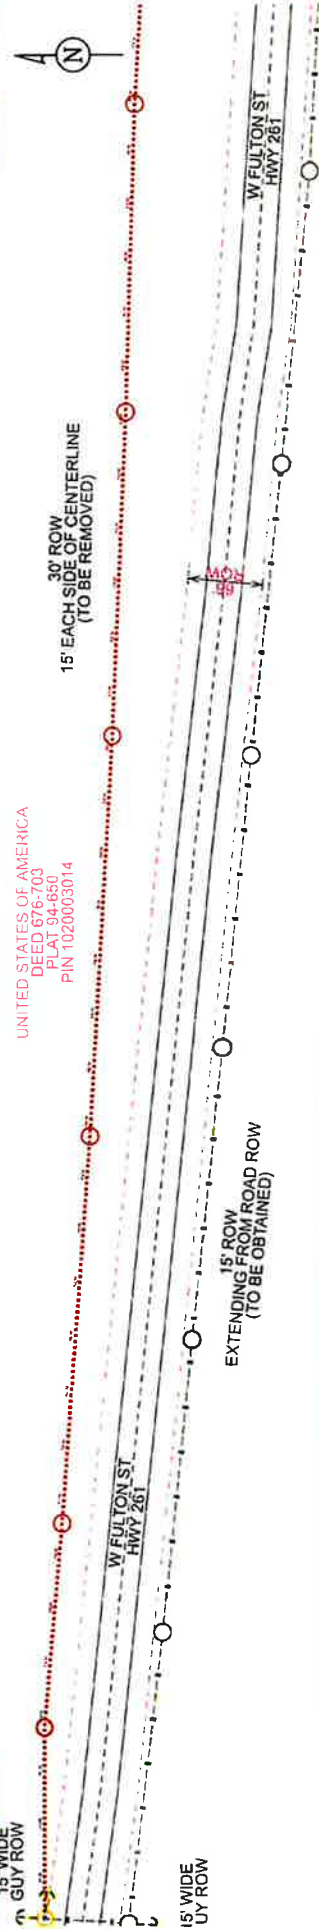 15' WIDE
GUY ROW
15' WIDE
UY ROW
W FULTON ST
HWY 261
UNITED STATES OF AMERICA
DEED 676-703
PLAT 94-650
PIN 1020003014
15' ROW
EXTENDING FROM ROAD ROW
(TO BE OBTAINED)
30' ROW
15' EACH SIDE OF CENTERLINE
(TO BE REMOVED)
ROW
W FULTON ST
HWY 261
N